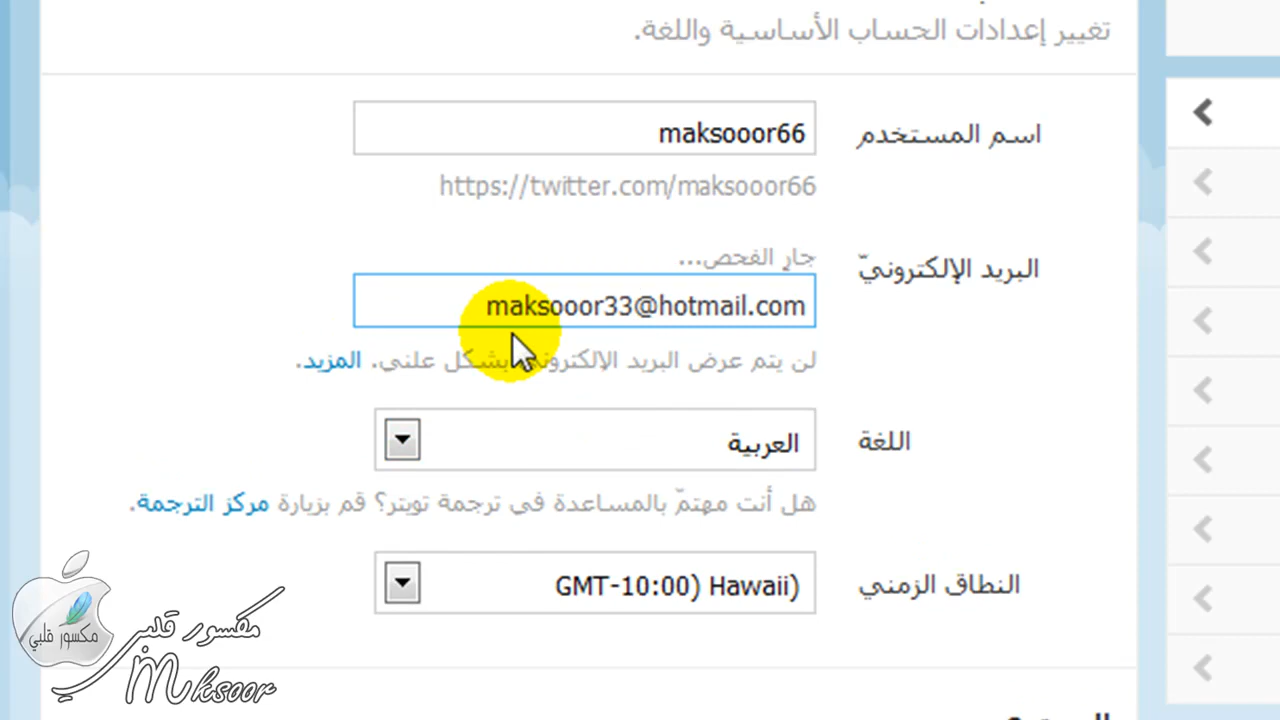 تغيير إعدادات الحساب الأساسية واللغة.
اسم المستخدم
maksooor66
https://twitter.com/maksooor66
جارٍ الفحص...
البريد الإلكترونيّ
maksooor33@hotmail.com
لن يتم عرض البريد الإلكتروني بشكل علني. المزيد.
اللغة
العربية
هل أنت مهتمّ بالمساعدة في ترجمة تويتر؟ قم بزيارة مركز الترجمة.
النطاق الزمني
GMT-10:00) Hawaii)
مكسور قلبي
مكسور قلبي
Mksoor